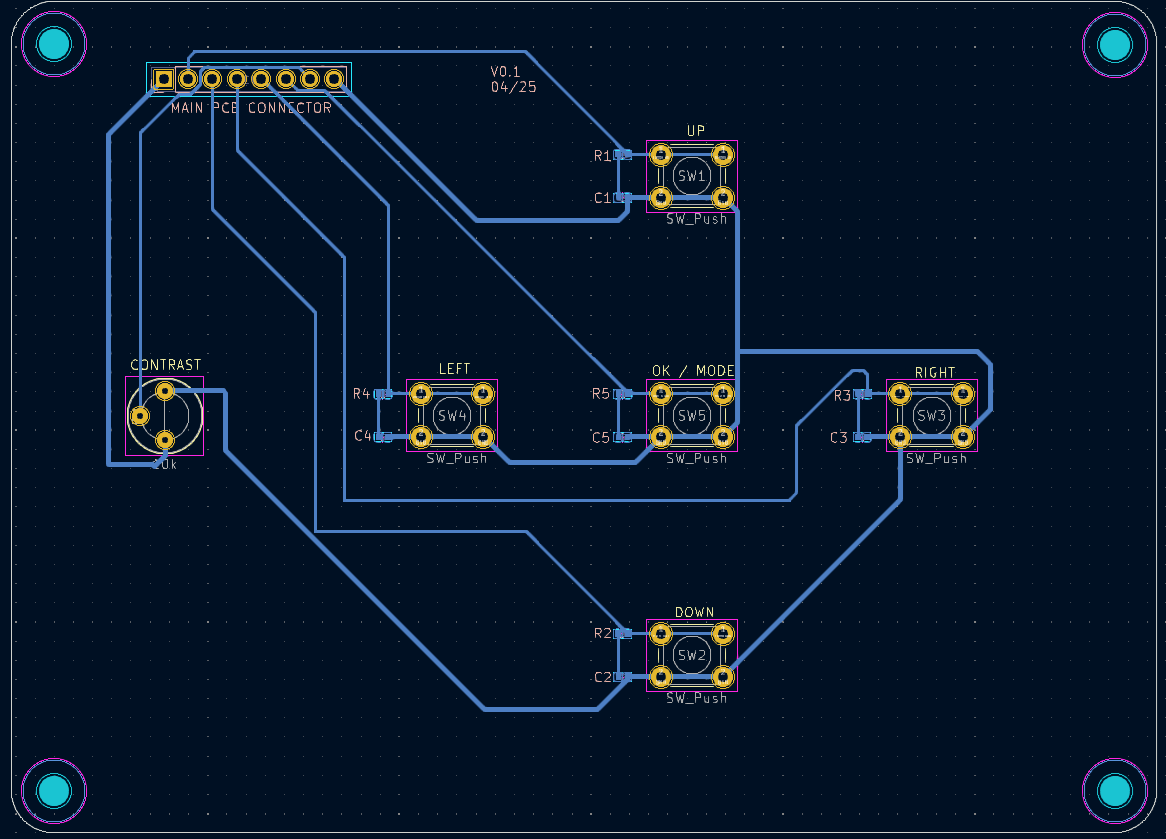 V0.1
04/25
MAIN PCB CONNECTOR
UP
R1
SW1
C1
SW_Push
CONTRAST
10k
LEFT
R4
SW4
C4
SW_Push
OK / MODE
R5
SW5
C5
SW_Push
RIGHT
R3
SW3
C3
SW_Push
DOWN
R2
SW2
C2
SW_Push